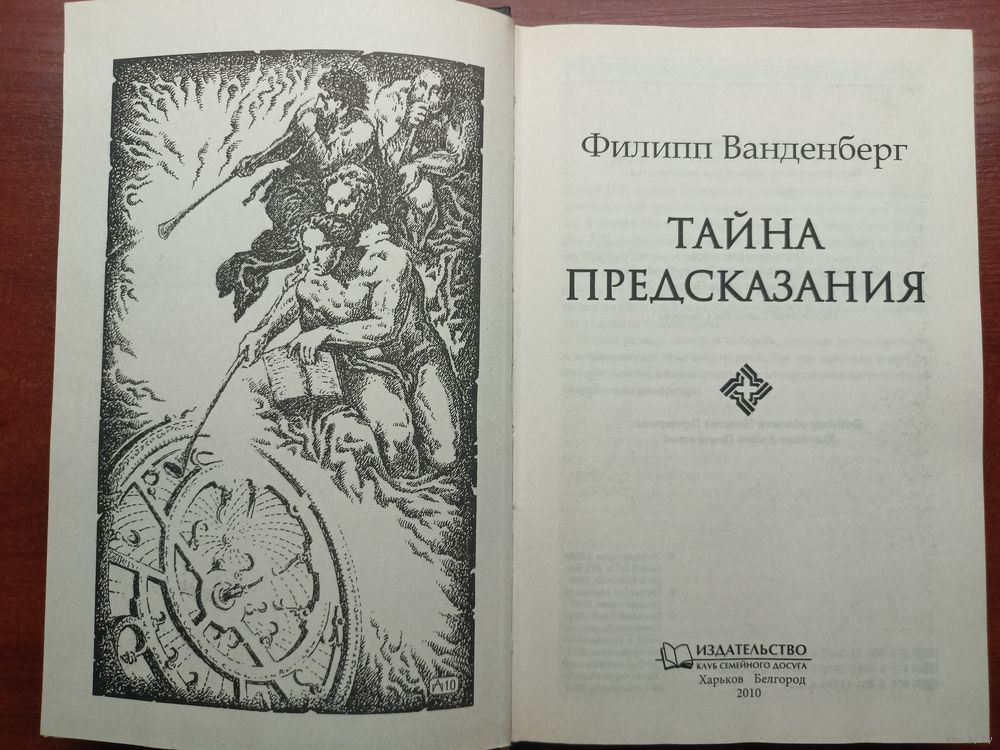 Филипп Ванденберг
ТАЙНА
ПРЕДСКАЗАНИЯ
ИЗДАТЕЛЬСТВО
КЛУБ СЕМЕЙНОГО ДОСУГА
Харьков Белгород
2010